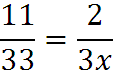 11/33 = 2/3x